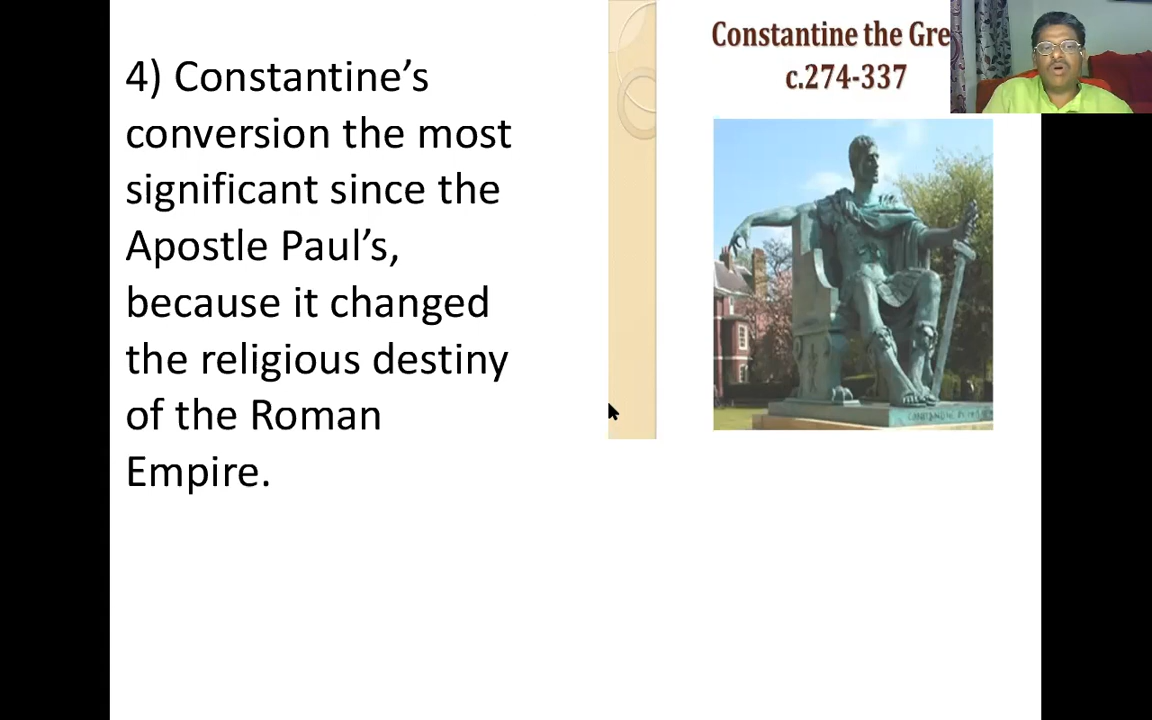 4) Constantine’s
conversion the most
significant since the
Apostle Paul’s,
because it changed
the religious destiny
of the Roman
Empire.
Constantine the Gre
c.274-337